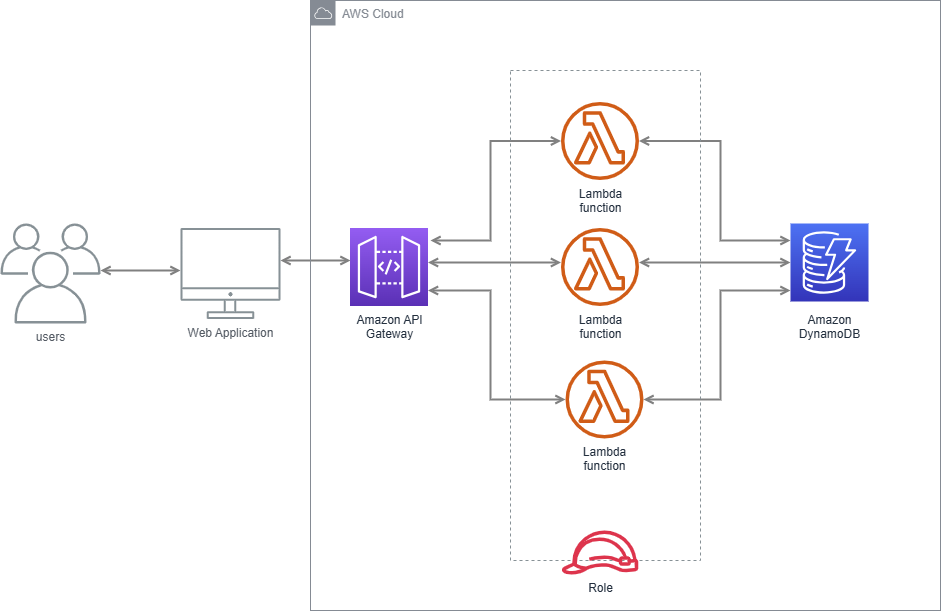 AWS Cloud
users
Web Application
</>
Amazon API
Gateway
Lambda
function
Lambda
function
Lambda
function
Role
Amazon
DynamoDB